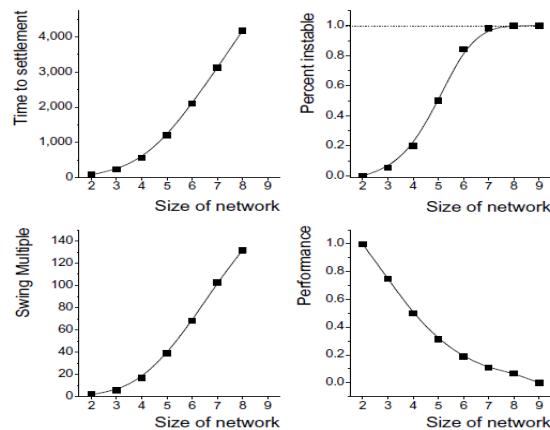 Time to settlement
4,000
3,000
2,000
1,000
0
2 3 4 5 6 7 8 9
Size of network
Percent instable
1.0
0.8
0.6
0.4
0.2
0.0
2 3 4 5 6 7 8 9
Size of network
Swing Multiple
140
120
100
80
60
40
20
0
2 3 4 5 6 7 8 9
Size of network
Performance
1.0
0.8
0.6
0.4
0.2
0.0
2 3 4 5 6 7 8 9
Size of network